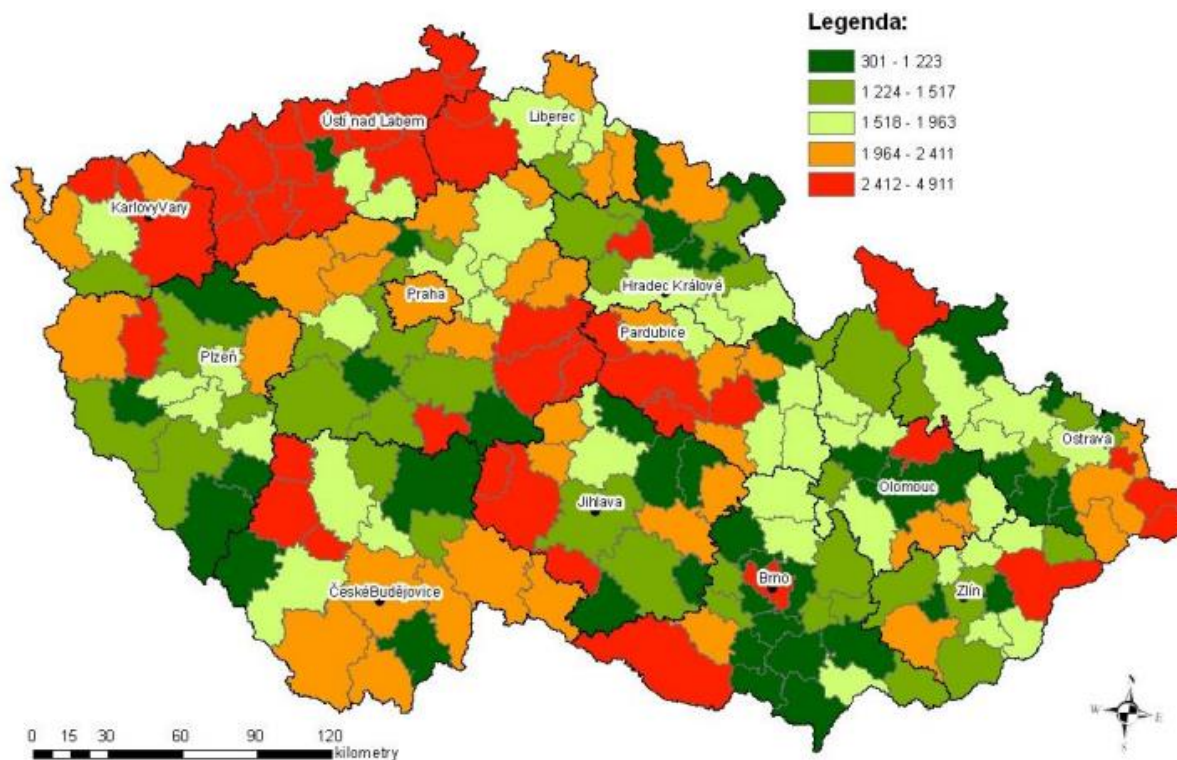 Legenda:
301 - 1 223
1 224 - 1 517
1 518 - 1 963
1 964 - 2 411
2 412 - 4 911
Ústí nad Labem
Liberec
KarlovyVary
Praha
Hradec Králové
Pardubice
Plzeň
Ostrava
Olomouc
Jihlava
Brno
Zlín
ČeskéBudějovice
N
W E
S
0 15 30 60 90 120
kilometry